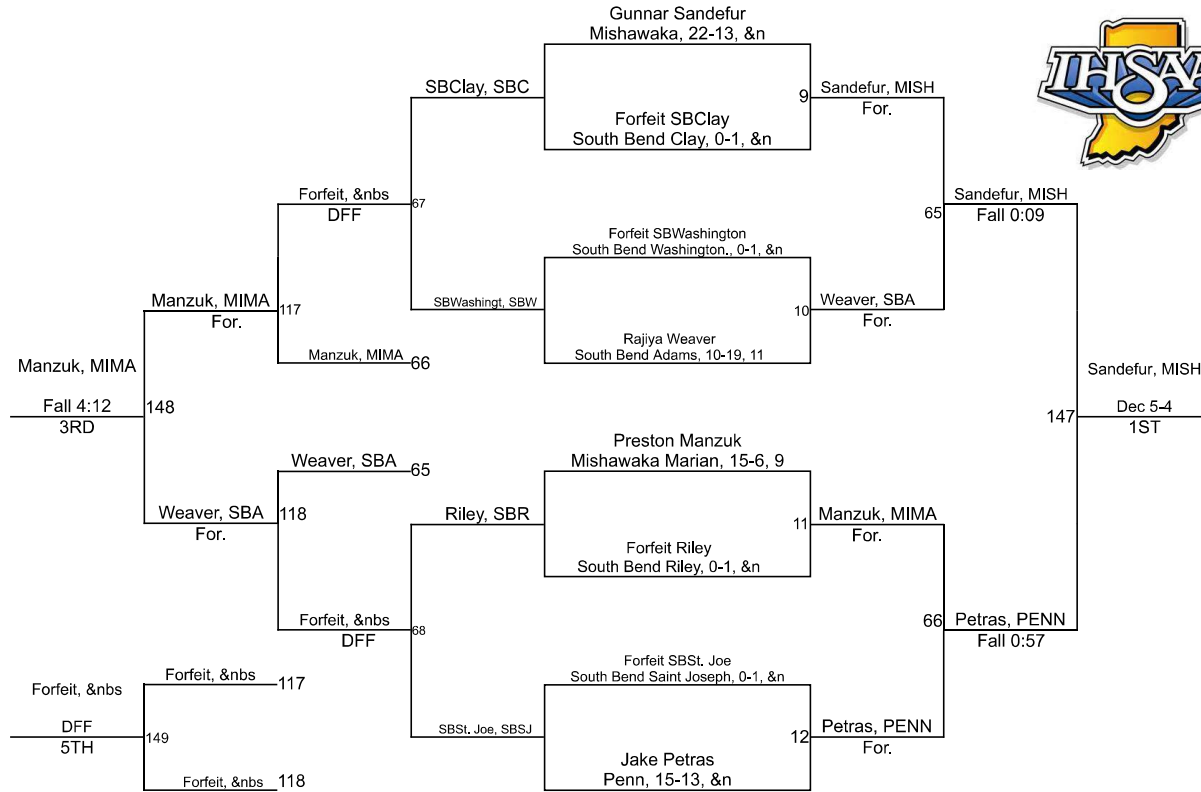 Gunnar Sandefur
Mishawaka, 22-13, &n
IHSAA
SBClay, SBC
9
Sandefur, MISH
For.
Forfeit SBClay
South Bend Clay, 0-1, &n
Forfeit, &nbs
DFF
67
65
Sandefur, MISH
Fall 0:09
Forfeit SBWashington
South Bend Washington., 0-1, &n
Manzuk, MIMA
For.
117
SBWashingt, SBW
10
Weaver, SBA
For.
Rajiya Weaver
South Bend Adams, 10-19, 11
Manzuk, MIMA
66
Manzuk, MIMA
Fall 4:12
3RD
148
Sandefur, MISH
147
Dec 5-4
1ST
Preston Manzuk
Mishawaka Marian, 15-6, 9
Weaver, SBA
65
Weaver, SBA
For.
118
Riley, SBR
11
Manzuk, MIMA
For.
Forfeit Riley
South Bend Riley, 0-1, &n
Forfeit, &nbs
DFF
68
66
Petras, PENN
Fall 0:57
Forfeit SBSt. Joe
South Bend Saint Joseph, 0-1, &n
Forfeit, &nbs
117
Forfeit, &nbs
DFF
5TH
149
SBSt. Joe, SBSJ
12
Petras, PENN
For.
Jake Petras
Penn, 15-13, &n
Forfeit, &nbs
118